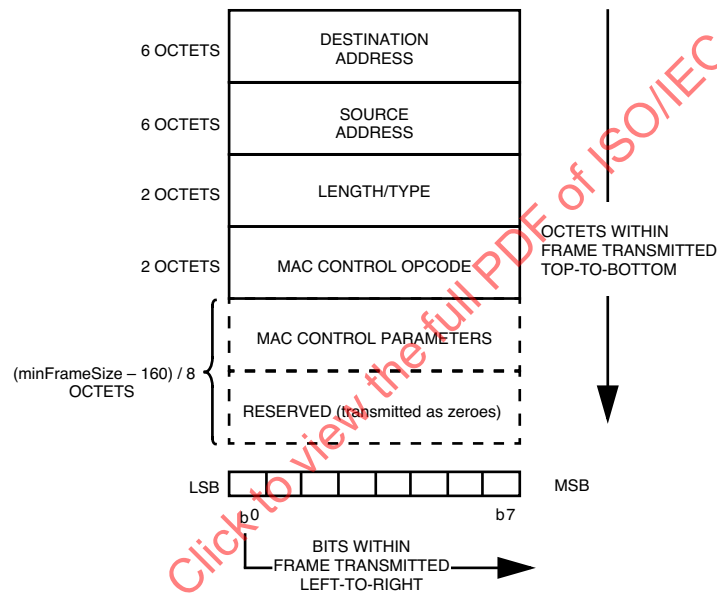 6 OCTETS
DESTINATION
ADDRESS
6 OCTETS
SOURCE
ADDRESS
2 OCTETS
LENGTH/TYPE
2 OCTETS
MAC CONTROL OPCODE
OCTETS WITHIN
FRAME TRANSMITTED
TOP-TO-BOTTOM
(minFrameSize – 160) / 8
OCTETS
MAC CONTROL PARAMETERS
RESERVED (transmitted as zeroes)
LSB
MSB
b0
b7
BITS WITHIN
FRAME TRANSMITTED
LEFT-TO-RIGHT
Click to view the full PDF of ISO/IEC